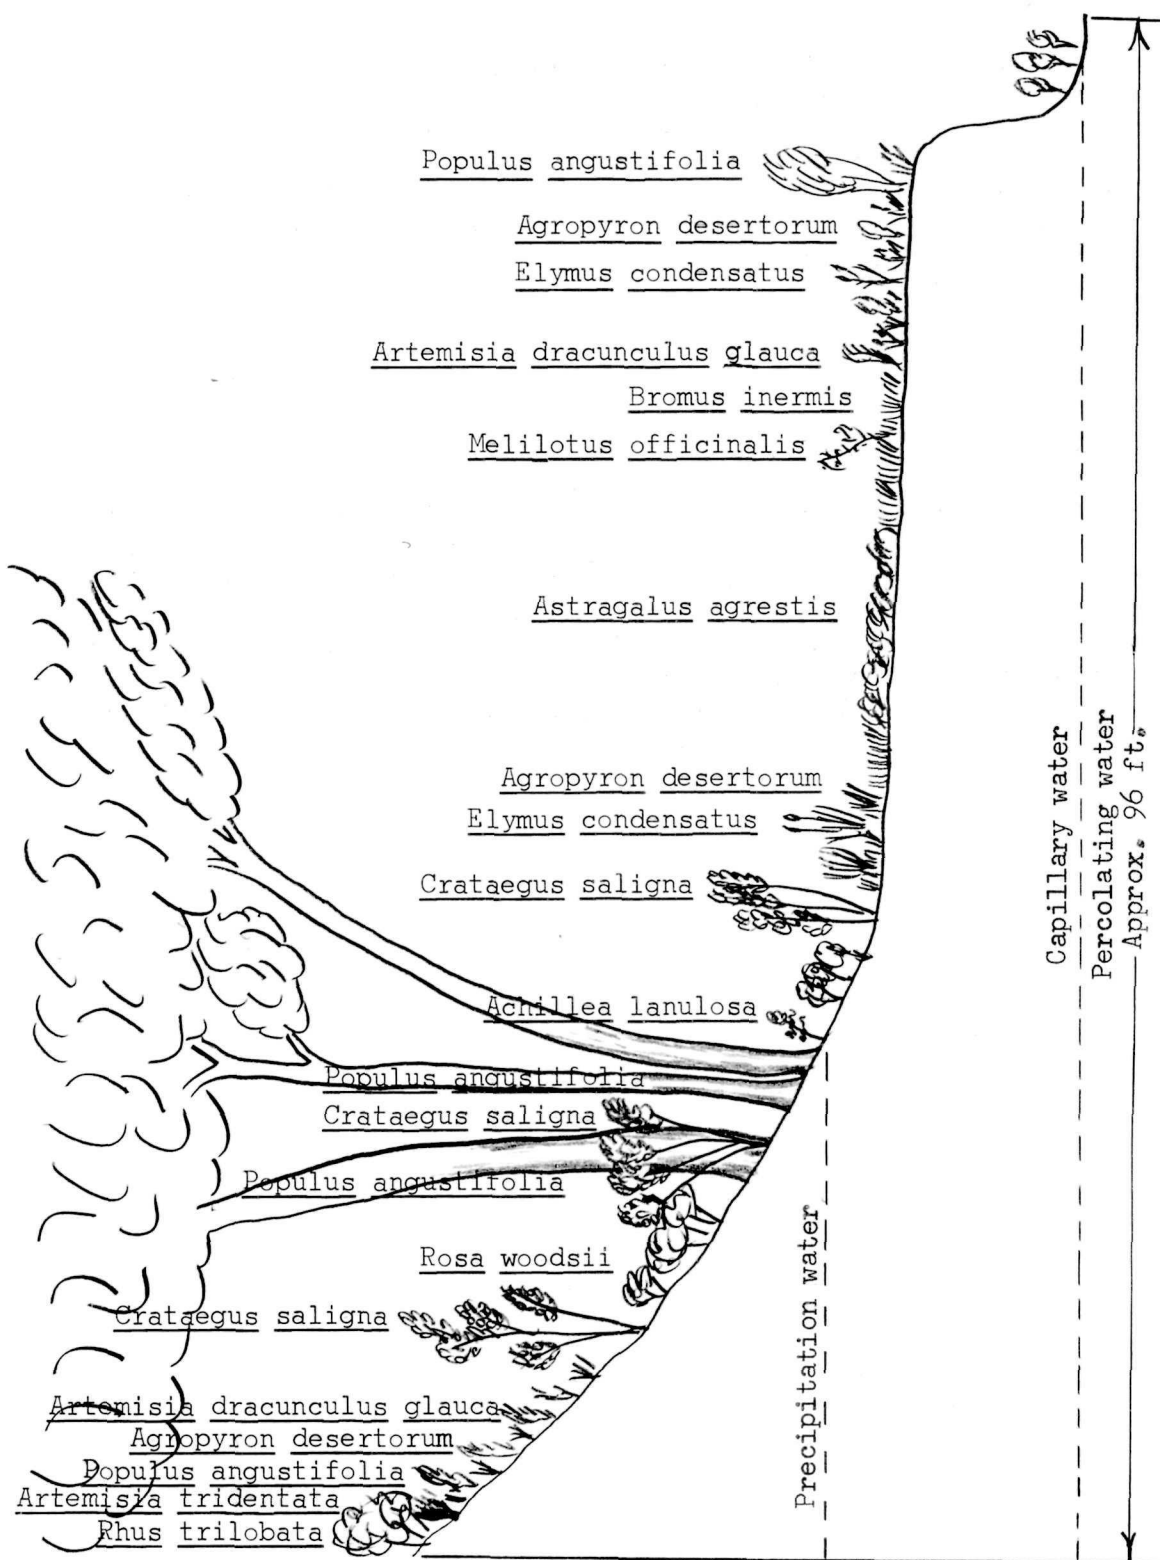 Populus angustifolia
Agropyron desertorum
Elymus condensatus
Artemisia dracunculus glauca
Bromus inermis
Melilotus officinalis
Astragalus agrestis
Agropyron desertorum
Elymus condensatus
Crataegus saligna
Achillea lanulosa
Populus angustifolia
Crataegus saligna
Populus angustifolia
Rosa woodsii
Crataegus saligna
Artemisia dracunculus glauca
Agropyron desertorum
Populus angustifolia
Artemisia tridentata
Rhus trilobata
Precipitation water
Capillary water
Percolating water
Approx. 96 ft.